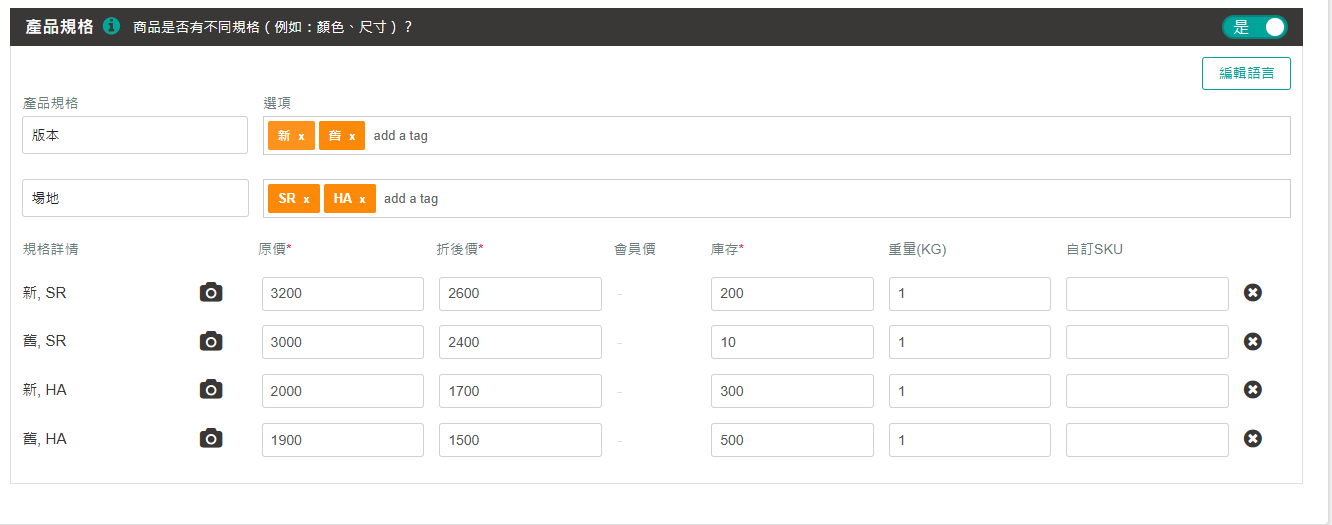 產品規格 商品是否有不同規格（例如：顏色、尺寸）？ 是
編輯語言
產品規格 選項
版本 新 x 舊 x add a tag
場地 SR x HA x add a tag
規格詳情 原價* 折後價* 會員價 庫存* 重量(KG) 自訂SKU
新, SR 3200 2600 - 200 1
舊, SR 3000 2400 - 10 1
新, HA 2000 1700 - 300 1
舊, HA 1900 1500 - 500 1